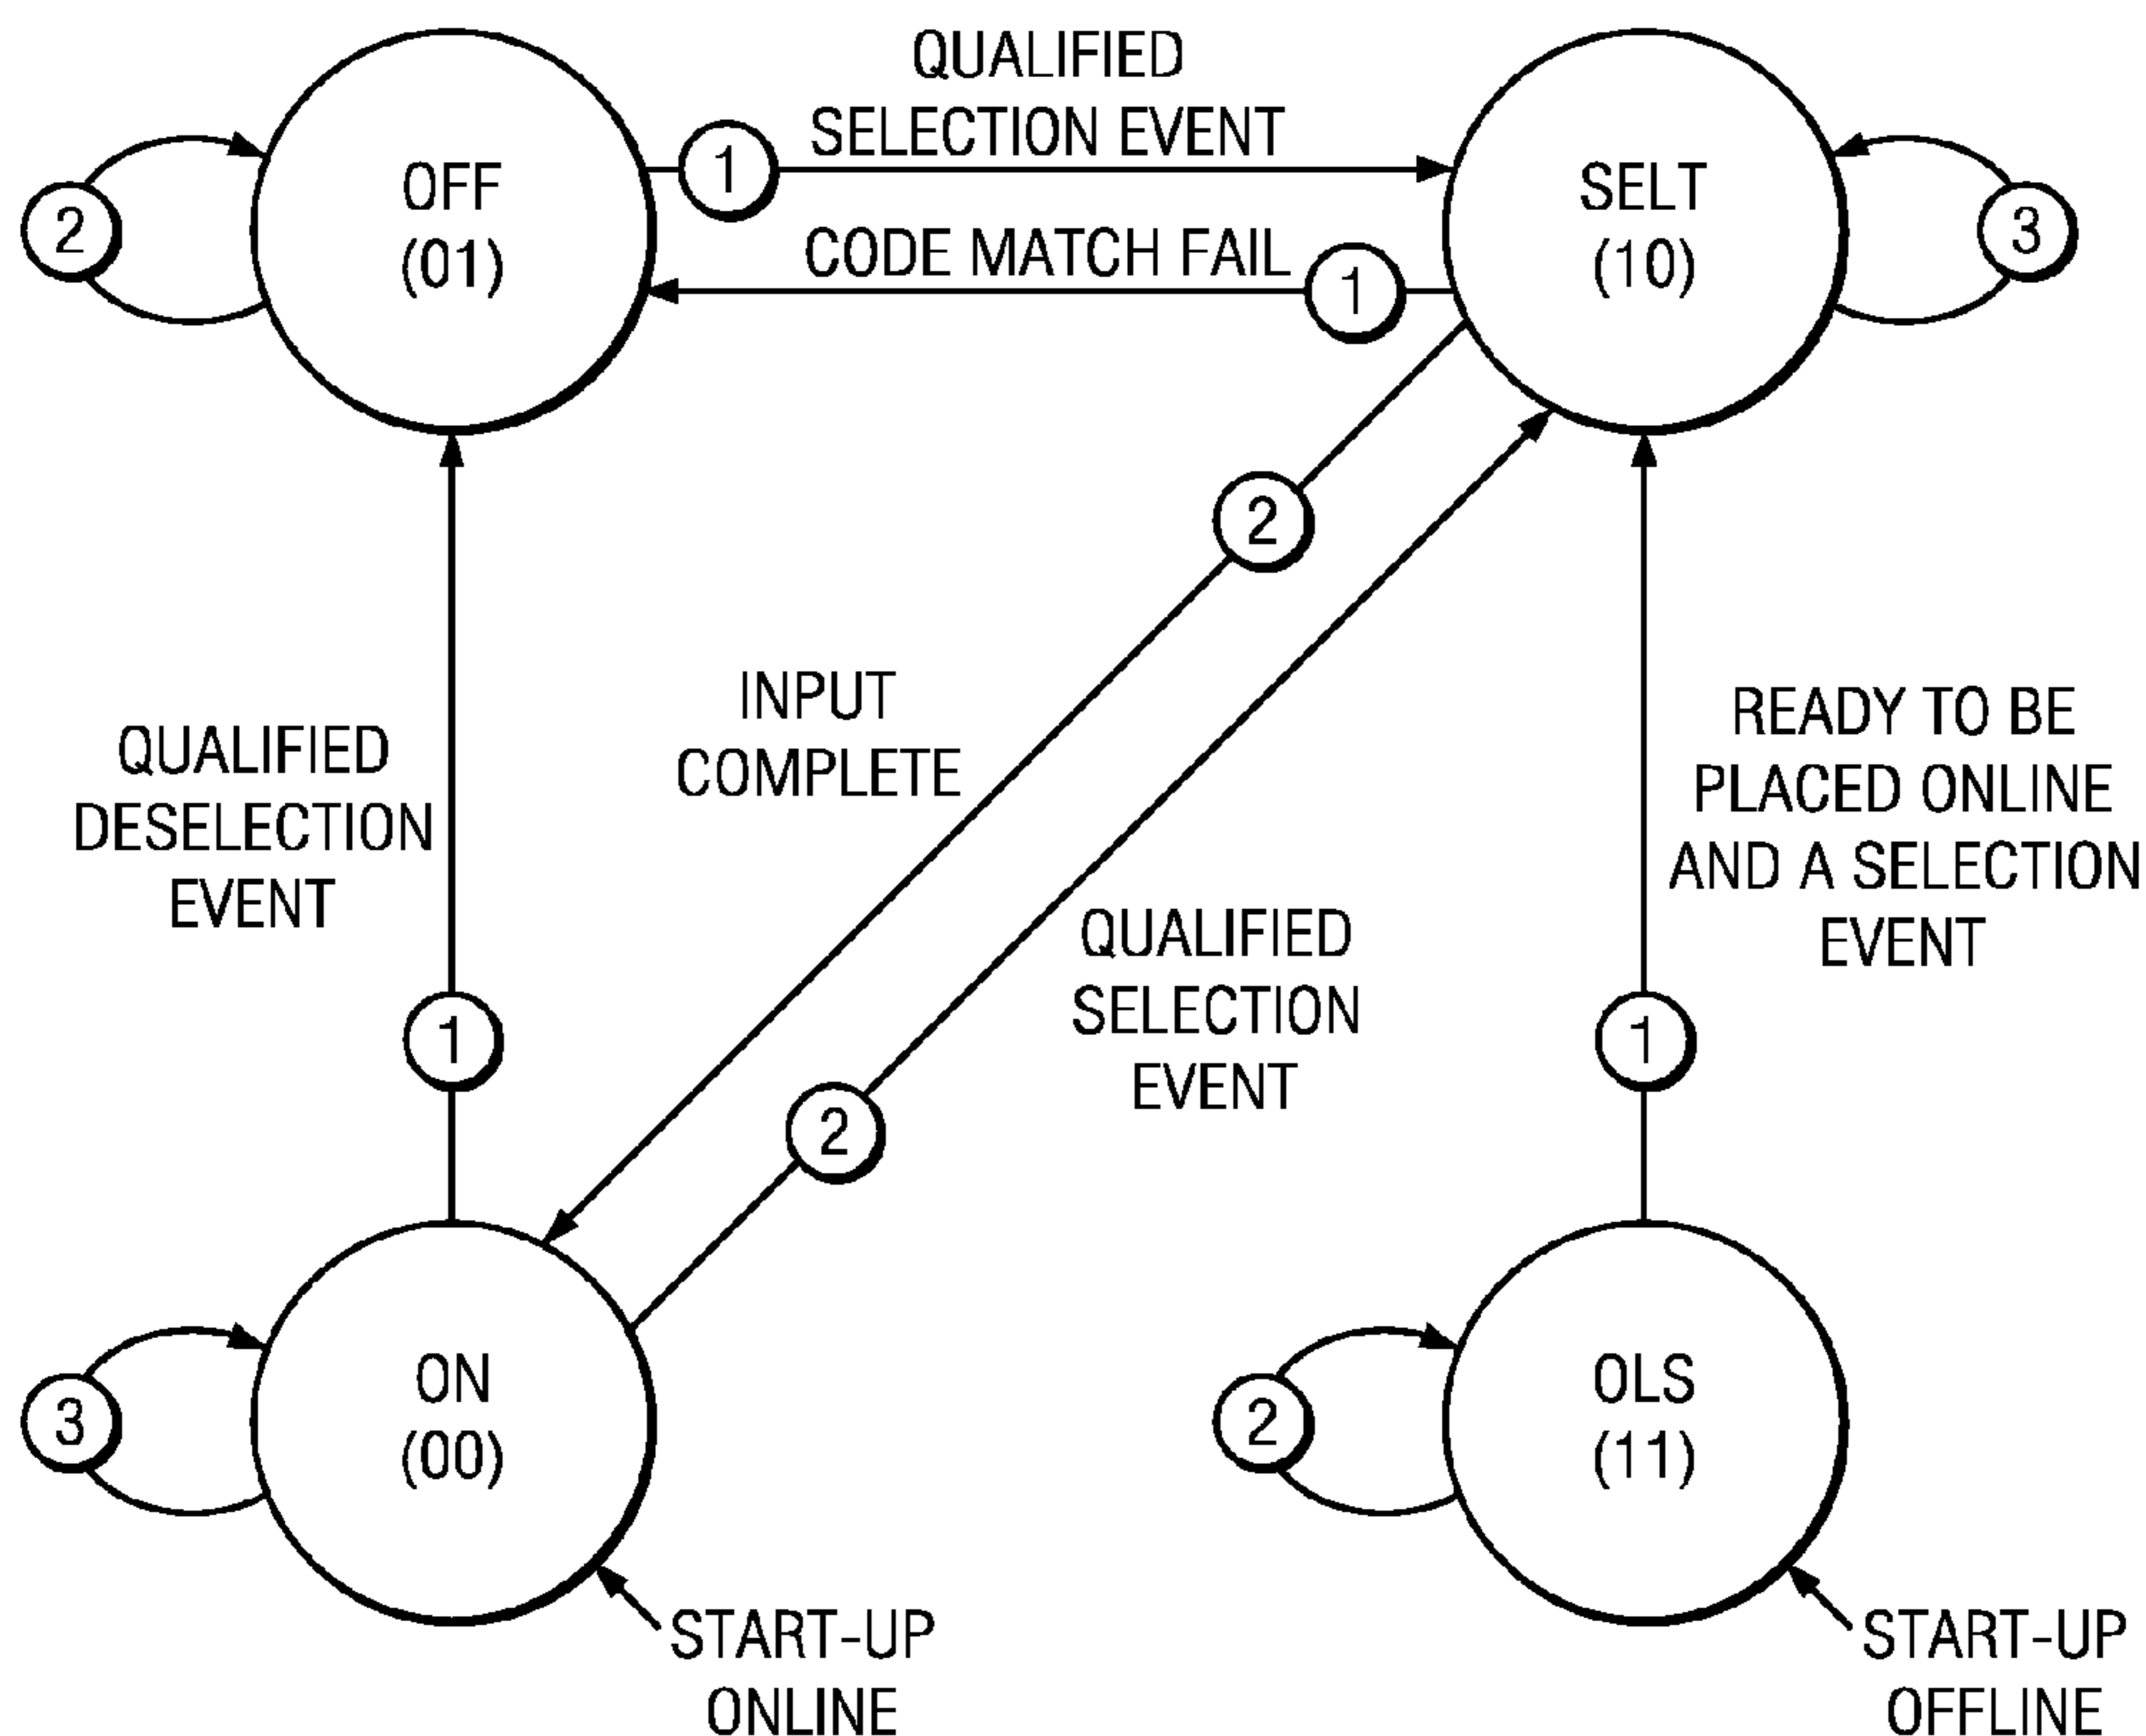 QUALIFIED
SELECTION EVENT
1
OFF
(01)
2
SELT
(10)
3
CODE MATCH FAIL
1
2
INPUT
COMPLETE
QUALIFIED
DESELECTION
EVENT
1
READY TO BE
PLACED ONLINE
AND A SELECTION
EVENT
1
QUALIFIED
SELECTION
EVENT
2
ON
(00)
3
OLS
(11)
2
START-UP
ONLINE
START-UP
OFFLINE